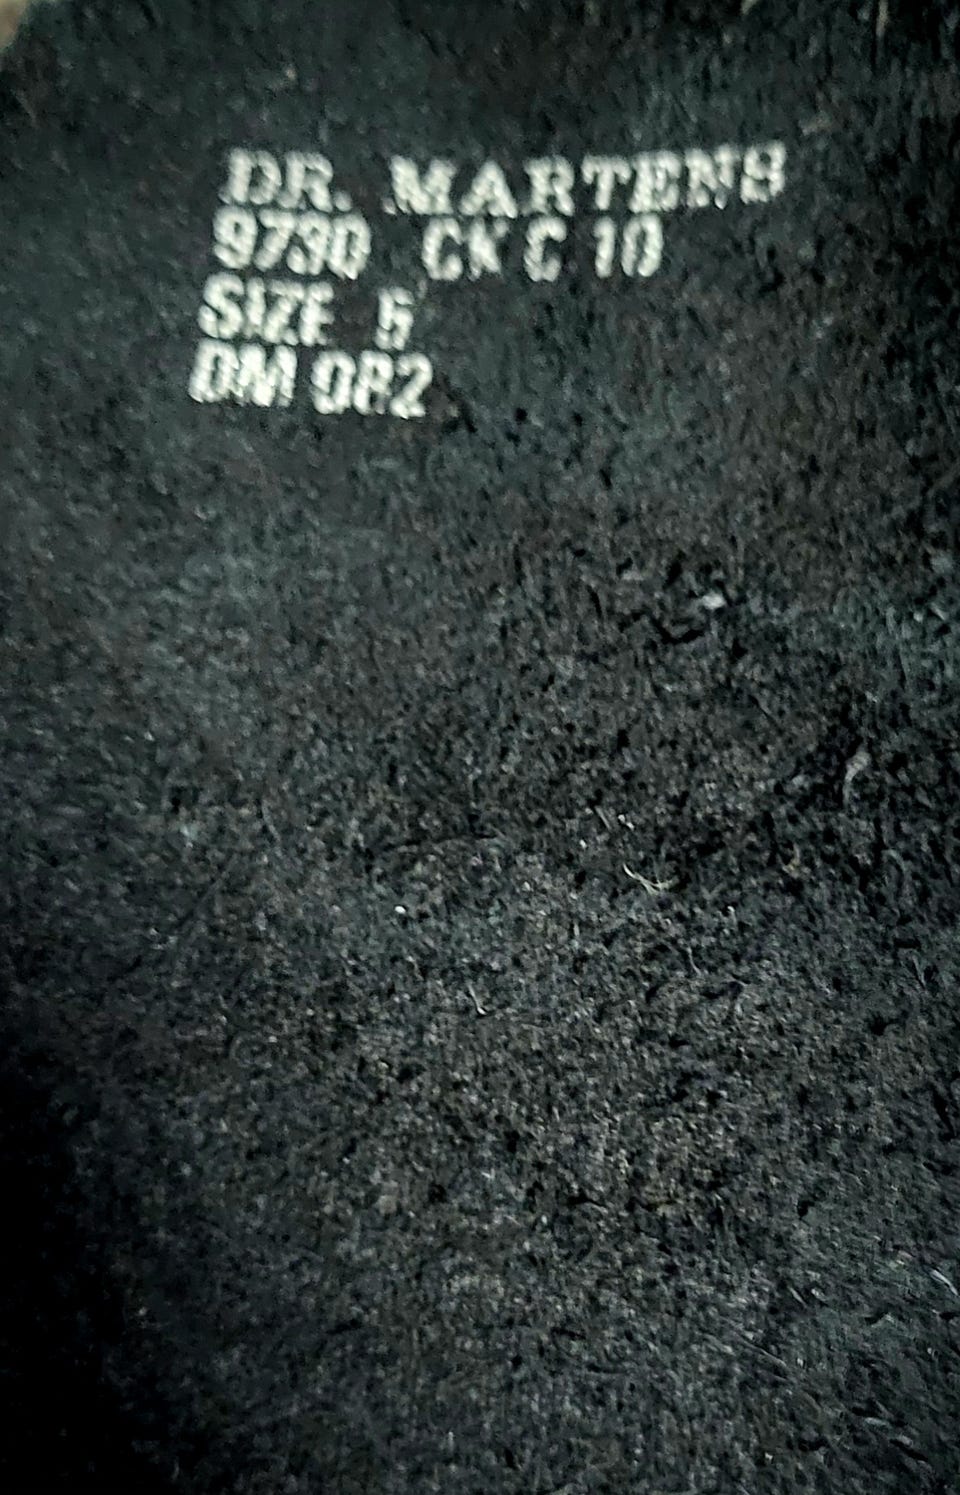 DR. MARTENS
9730 CK C 10
SIZE 5
DM 082